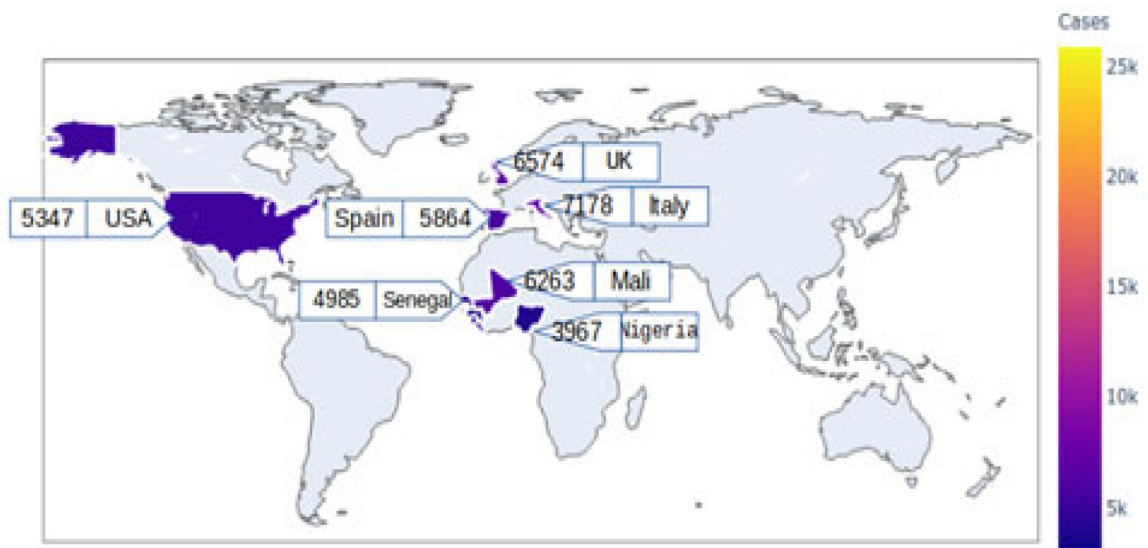 Cases
25k
20k
15k
10k
5k
6574 UK
7178 Italy
5347 USA
Spain 5864
6263 Mali
4985 Senegal
3967 Nigeria